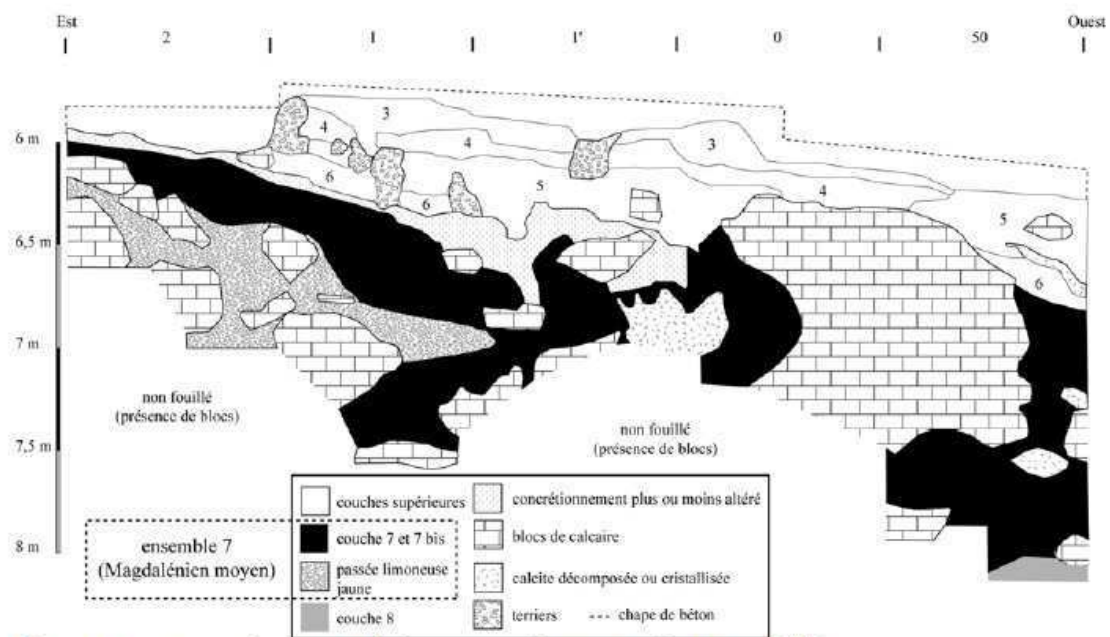 Est
Ouest
2
1
1'
0
50
3
4
4
3
6 m
6
5
4
6
5
6,5 m
6
7 m
non fouillé
(présence de blocs)
non fouillé
(présence de blocs)
7,5 m
couches supérieures
concrétionnement plus ou moins altéré
ensemble 7
(Magdalénien moyen)
couche 7 et 7 bis
blocs de calcaire
8 m
passée limoneuse
jaune
calcite décomposée ou cristallisée
couche 8
terriers
chape de béton